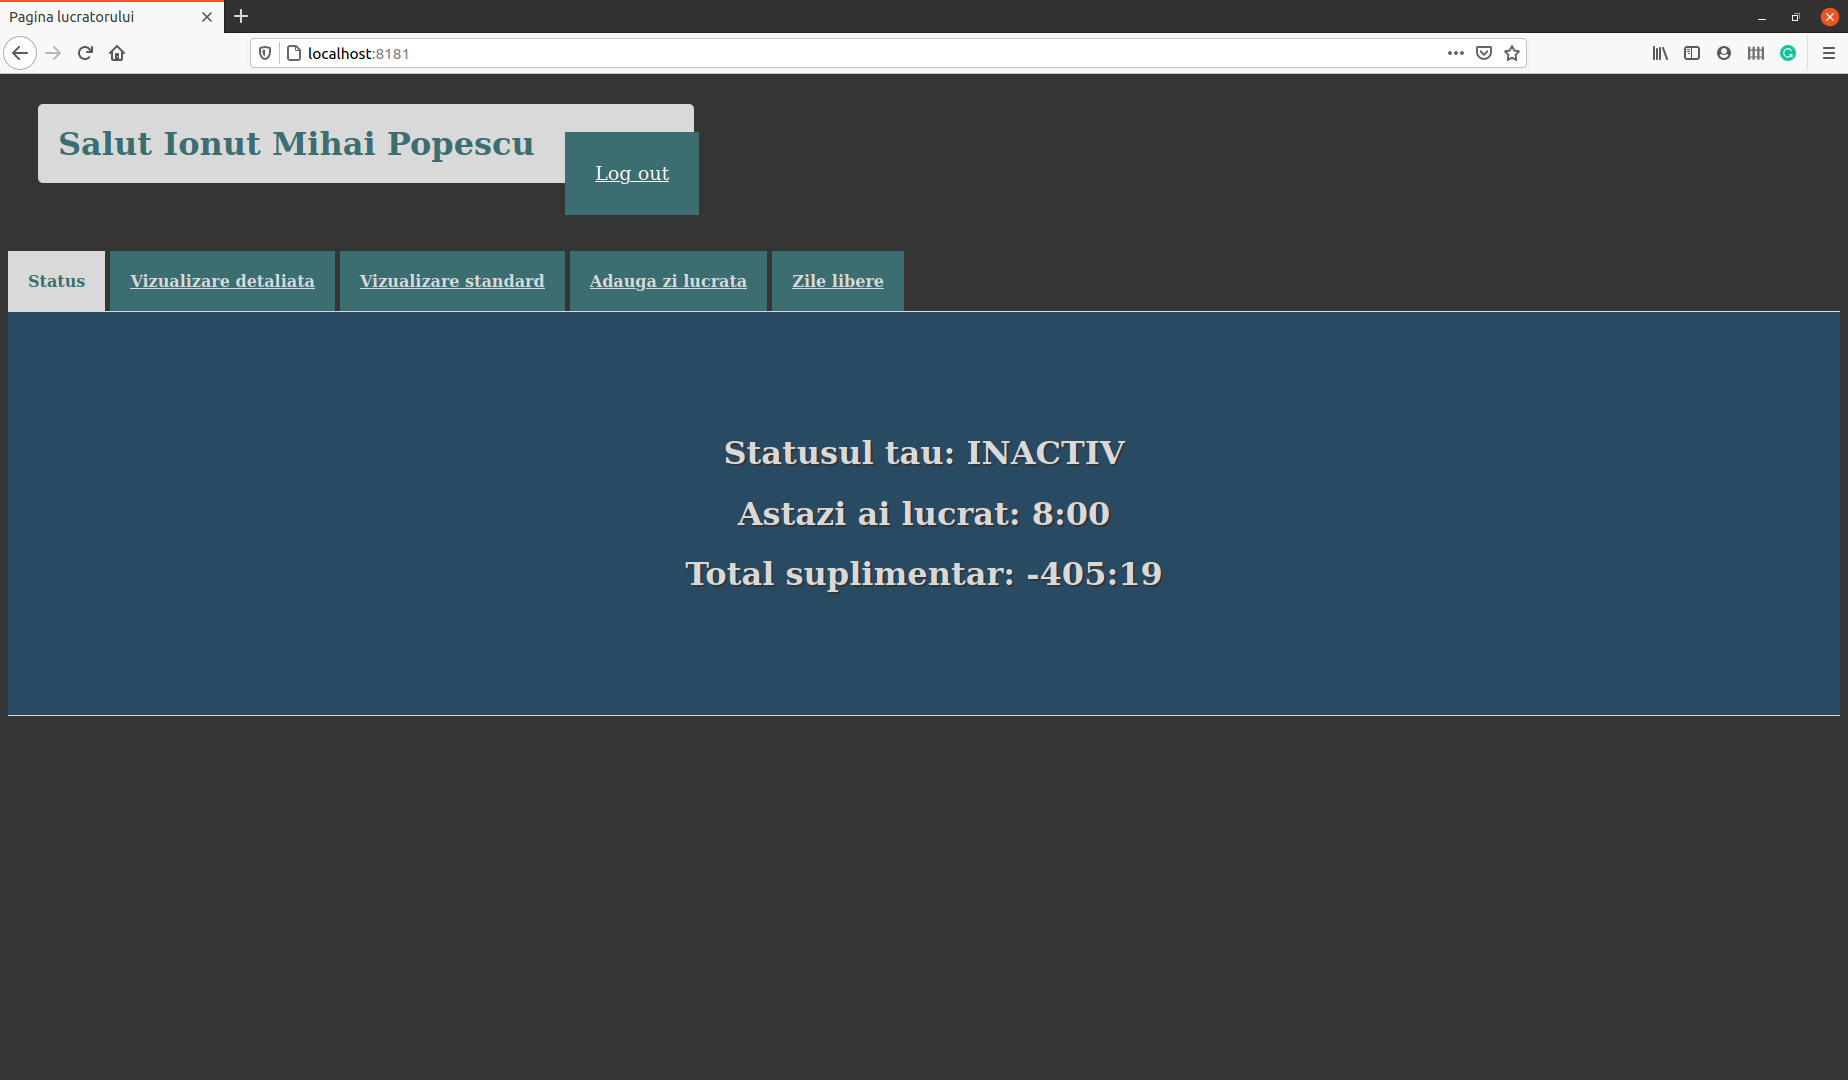 Pagina lucratorului
localhost:8181
Salut Ionut Mihai Popescu
Log out
Status Vizualizare detaliata Vizualizare standard Adauga zi lucrata Zile libere
Statusul tau: INACTIV
Astazi ai lucrat: 8:00
Total suplimentar: -405:19